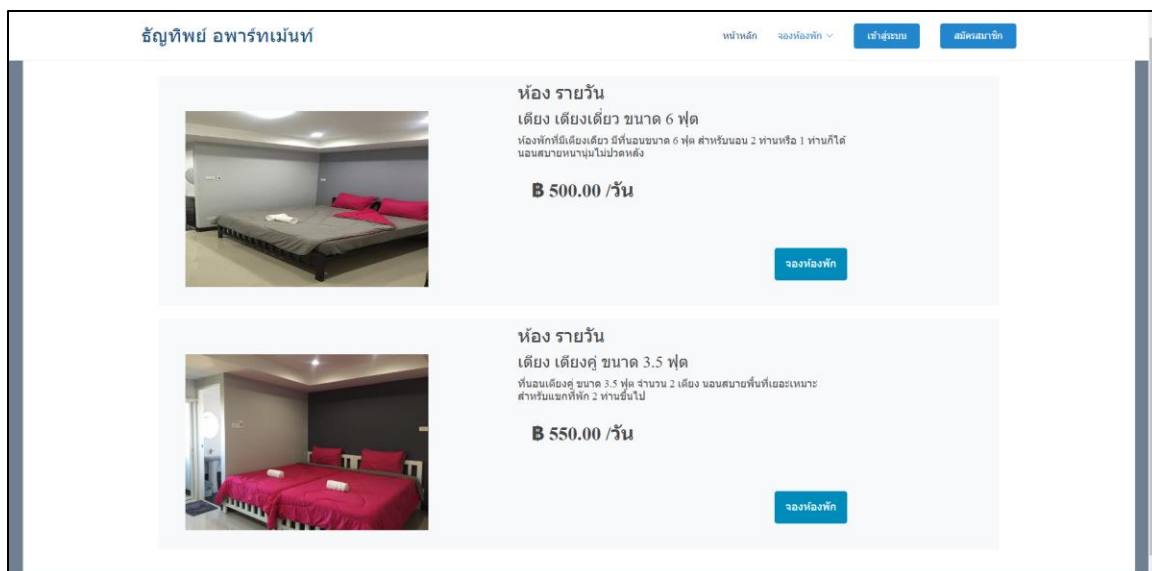 ธัญทิพย์ อพาร์ทเม้นท์
หน้าหลัก จองห้องพัก เข้าสู่ระบบ สมัครสมาชิก
ห้อง รายวัน
เตียง เตียงเดี่ยว ขนาด 6 ฟุต
ห้องพักที่มีเตียงเดียว มีที่นอนขนาด 6 ฟุต สำหรับนอน 2 ท่านหรือ 1 ท่านก็ได้
นอนสบายหนานุ่มไม่ปวดหลัง
฿ 500.00 /วัน
จองห้องพัก
ห้อง รายวัน
เตียง เตียงคู่ ขนาด 3.5 ฟุต
ที่นอนเตียงคู่ ขนาด 3.5 ฟุต จำนวน 2 เตียง นอนสบายพื้นที่เยอะเหมาะ
สำหรับแขกที่พัก 2 ท่านขึ้นไป
฿ 550.00 /วัน
จองห้องพัก